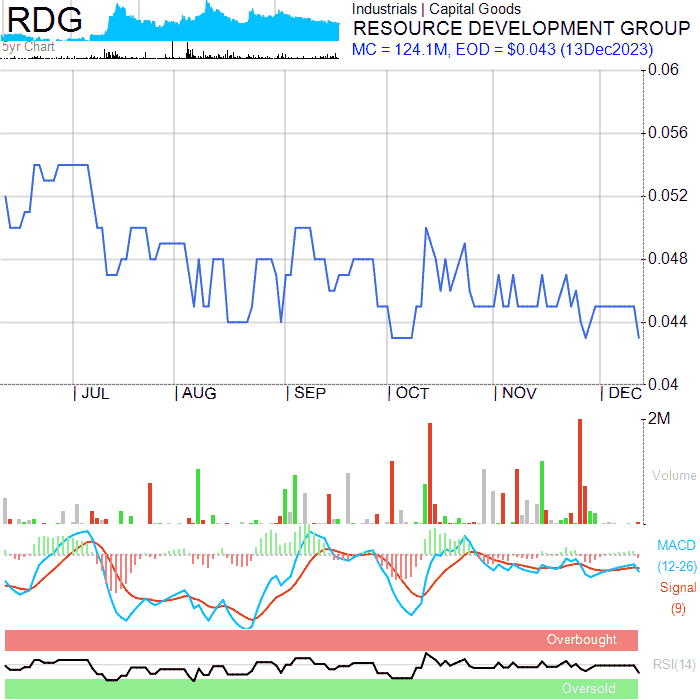 RDG
5yr Chart
Industrials | Capital Goods
RESOURCE DEVELOPMENT GROUP
MC = 124.1M, EOD = $0.043 (13Dec2023)
0.06
0.056
0.052
0.048
0.044
0.04
| JUL | AUG | SEP | OCT | NOV | DEC
2M
Volume
MACD
(12-26)
Signal
(9)
Overbought
RSI(14)
Oversold